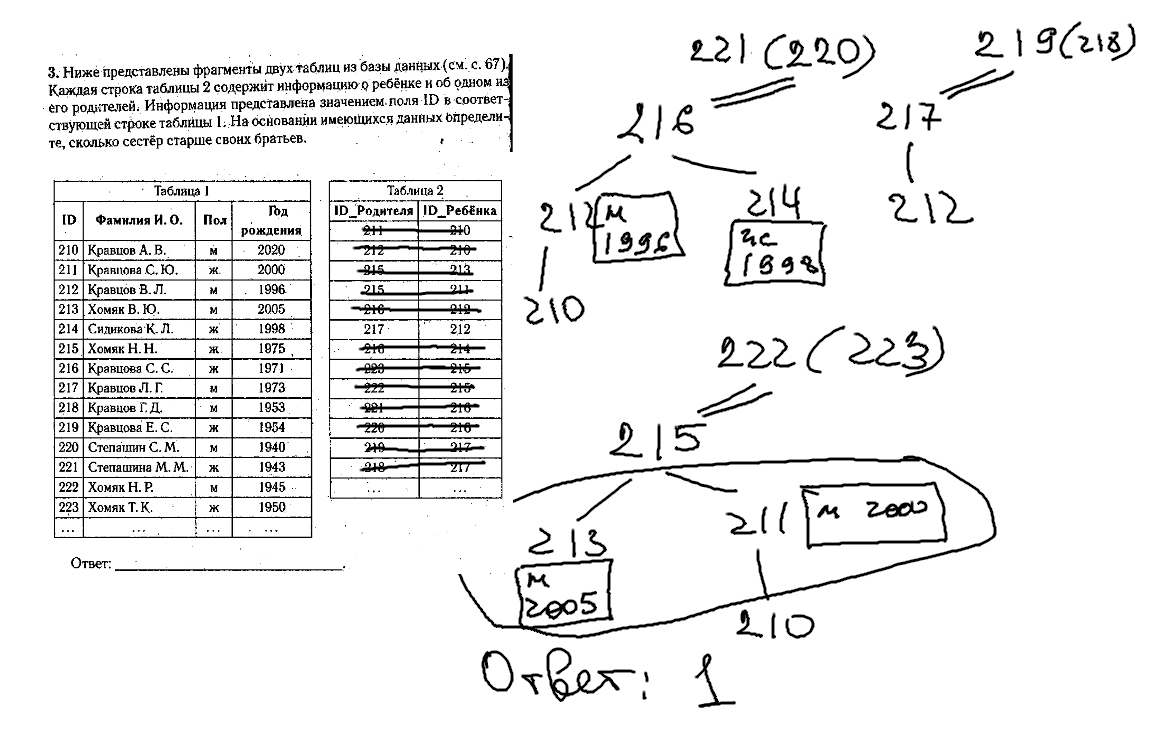 3. Ниже представлены фрагменты двух таблиц из базы данных (см. с. 67).
Каждая строка таблицы 2 содержит информацию о ребёнке и об одном из
его родителей. Информация представлена значением поля ID в соответ-
ствующей строке таблицы 1. На основании имеющихся данных определи-
те, сколько сестёр старше своих братьев.
Таблица 1
ID Фамилия И. О. Пол Год рождения
210 Кравцов А. В. м 2020
211 Кравцова С. Ю. ж 2000
212 Кравцов В. Л. м 1996
213 Хомяк В. Ю. м 2005
214 Сидикова К. Л. ж 1998
215 Хомяк Н. Н. ж 1975
216 Кравцова С. С. ж 1971
217 Кравцов Л. Г. м 1973
218 Кравцов Г. Д. м 1953
219 Кравцова Е. С. ж 1954
220 Степашин С. М. м 1940
221 Степашина М. М. ж 1943
222 Хомяк Н. Р. м 1945
223 Хомяк Т. К. ж 1950
... ... ... ...
Таблица 2
ID_Родителя ID_Ребёнка
211 210
212 210
215 213
215 211
216 212
217 212
216 214
223 215
222 215
221 216
220 216
219 217
218 217
... ...
Ответ:
221 (220)
219 (218)
216
217
212 м 1996
214 ж 1998
212
210
222 (223)
215
213 м 2005
211 м 2000
210
Ответ: 1